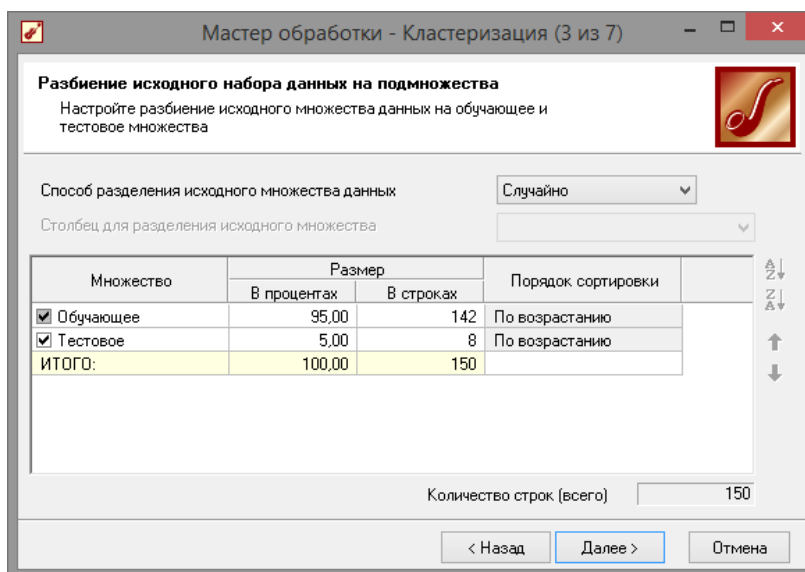 Мастер обработки - Кластеризация (3 из 7)
Разбиение исходного набора данных на подмножества
Настройте разбиение исходного множества данных на обучающее и
тестовое множества
Способ разделения исходного множества данных Случайно
Столбец для разделения исходного множества
Множество Размер Порядок сортировки
В процентах В строках
Обучающее 95,00 142 По возрастанию
Тестовое 5,00 8 По возрастанию
ИТОГО: 100,00 150
Количество строк (всего) 150
< Назад Далее > Отмена